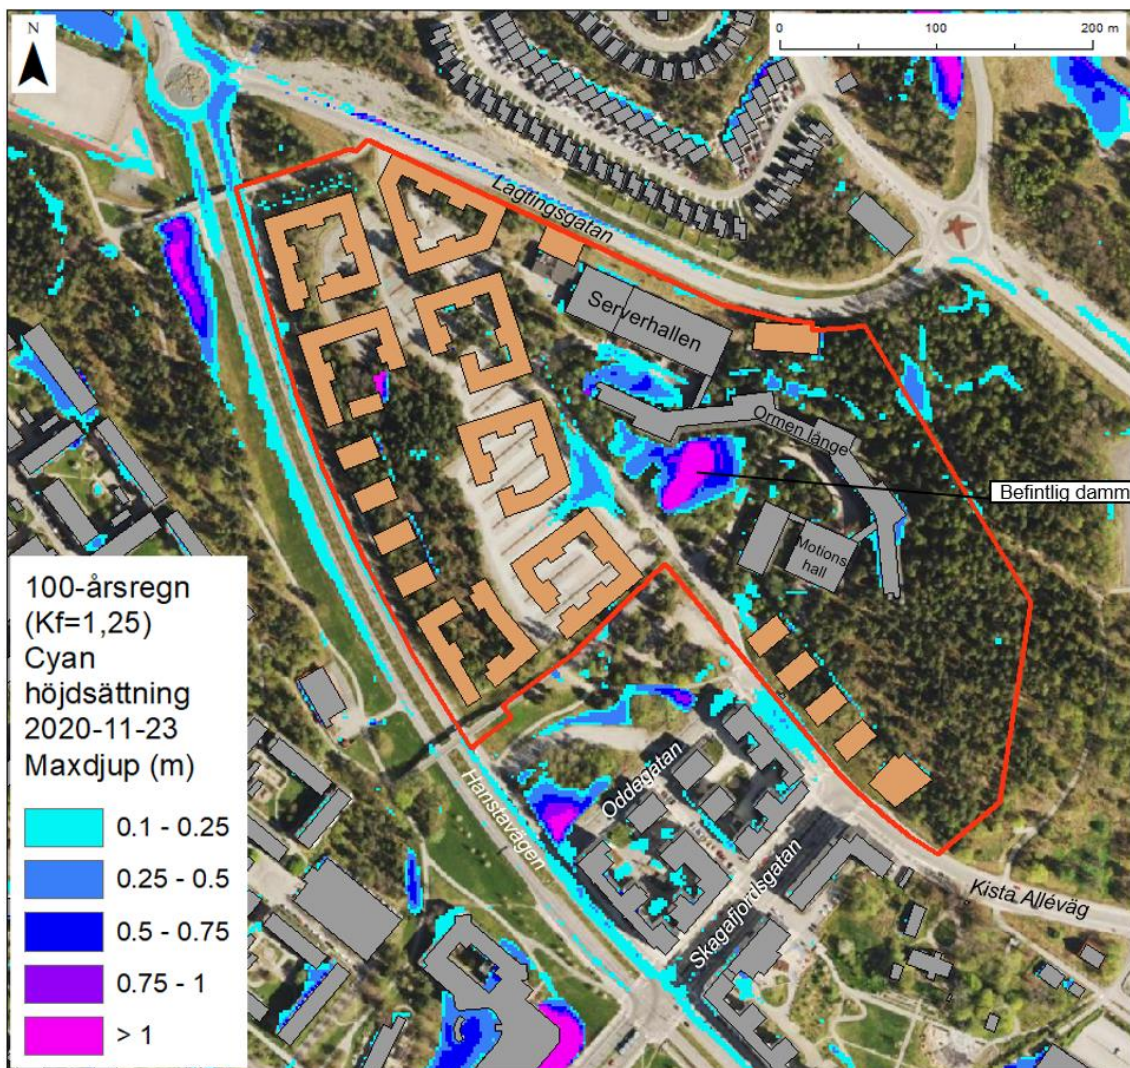 N
0 100 200 m
Lagtingsgatan
Serverhallen
Ormen långe
Befintlig damm
Motions
hall
100-årsregn
(Kf=1,25)
Cyan
höjdsättning
2020-11-23
Maxdjup (m)
0.1 - 0.25
0.25 - 0.5
0.5 - 0.75
0.75 - 1
> 1
Hanstavägen
Oddegatan
Skagafjordsgatan
Kista Alléväg